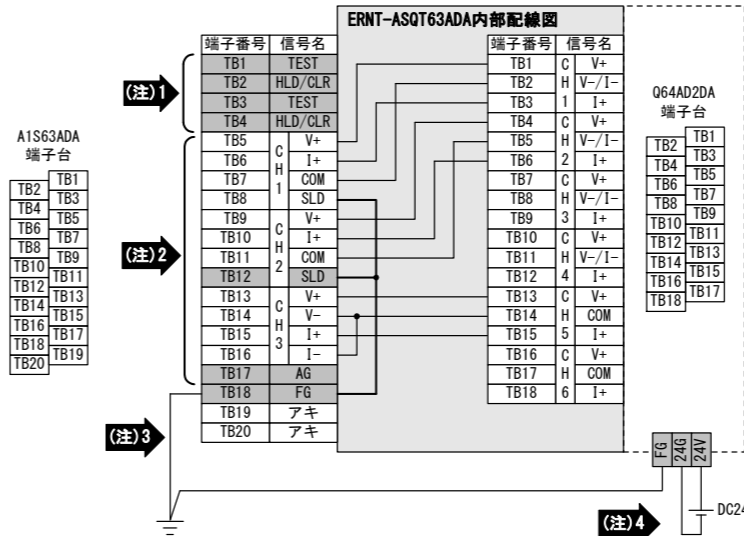 ERNT-ASQT63ADA内部配線図
端子番号 信号名
TB1 TEST
TB2 HLD/CLR
TB3 TEST
TB4 HLD/CLR
TB5 V+
TB6 I+
TB7 COM
TB8 SLD
CH1
TB9 V+
TB10 I+
TB11 COM
TB12 SLD
CH2
TB13 V+
TB14 V-
TB15 I+
TB16 I-
CH3
TB17 AG
TB18 FG
TB19 アキ
TB20 アキ
端子番号 信号名
TB1 V+
TB2 V-/I-
TB3 I+
CH1
TB4 V+
TB5 V-/I-
TB6 I+
CH2
TB7 V+
TB8 V-/I-
TB9 I+
CH3
TB10 V+
TB11 V-/I-
TB12 I+
CH4
TB13 V+
TB14 COM
TB15 I+
CH5
TB16 V+
TB17 COM
TB18 I+
CH6
(注)1
(注)2
(注)3
(注)4
A1S63ADA
端子台
TB1
TB2
TB3
TB4
TB5
TB6
TB7
TB8
TB9
TB10
TB11
TB12
TB13
TB14
TB15
TB16
TB17
TB18
TB19
TB20
Q64AD2DA
端子台
TB1
TB2
TB3
TB4
TB5
TB6
TB7
TB8
TB9
TB10
TB11
TB12
TB13
TB14
TB15
TB16
TB17
TB18
FG 24G 24V
DC24